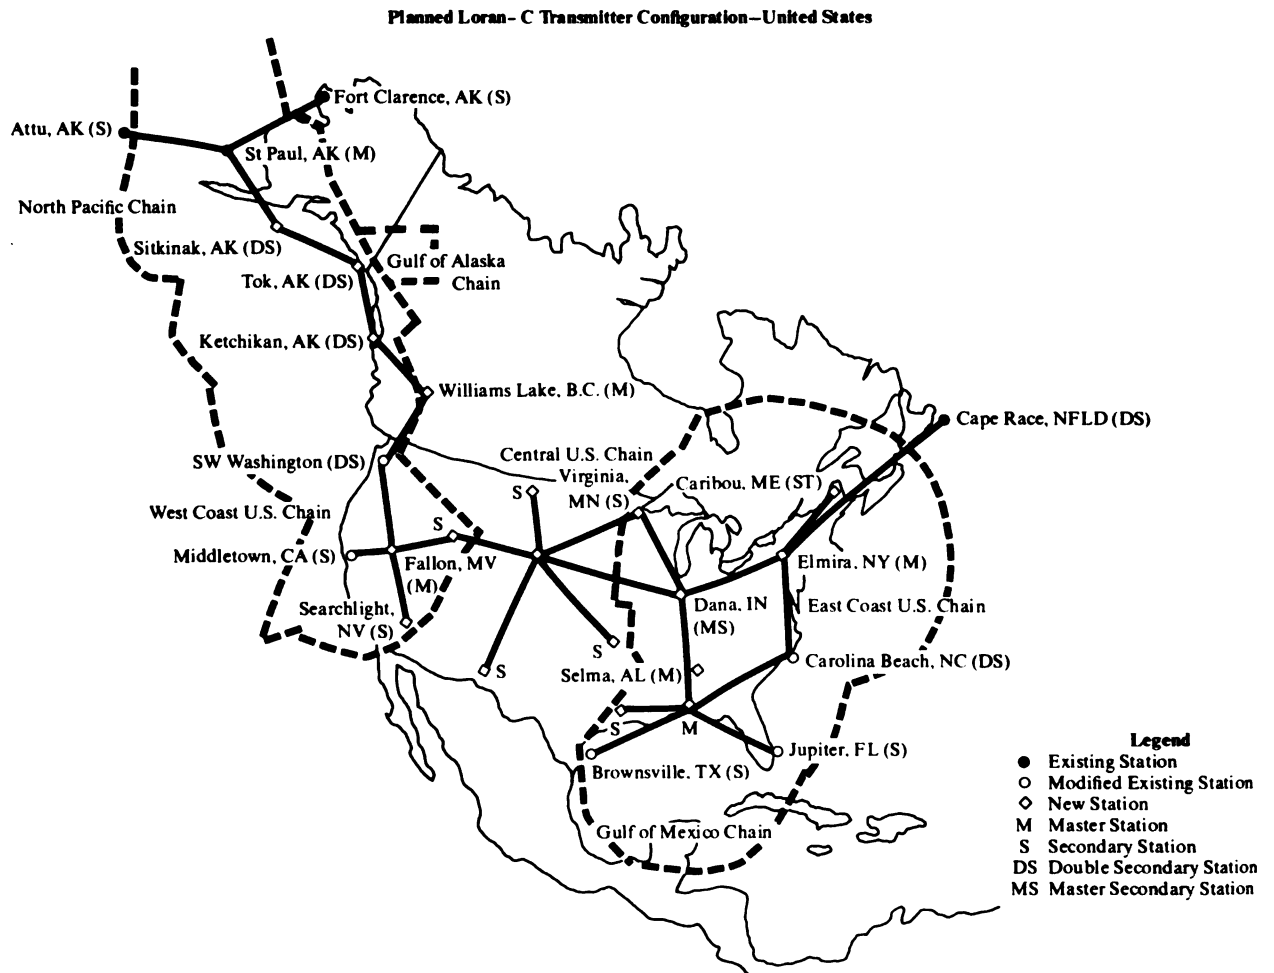 Planned Loran- C Transmitter Configuration—United States
Fort Clarence, AK (S)
Attu, AK (S)
St Paul, AK (M)
North Pacific Chain
Sitkinak, AK (DS)
Gulf of Alaska
Chain
Tok, AK (DS)
Ketchikan, AK (DS)
Williams Lake, B.C. (M)
Cape Race, NFLD (DS)
SW Washington (DS)
Central U.S. Chain
Virginia,
MN (S)
Caribou, ME (ST)
S
West Coast U.S. Chain
S
Middletown, CA (S)
Fallon, MV
(M)
Elmira, NY (M)
Searchlight,
NV (S)
Dana, IN
(MS)
East Coast U.S. Chain
S
S
Selma, AL (M)
Carolina Beach, NC (DS)
S
M
Jupiter, FL (S)
Brownsville, TX (S)
Gulf of Mexico Chain
Legend
Existing Station
Modified Existing Station
New Station
M Master Station
S Secondary Station
DS Double Secondary Station
MS Master Secondary Station